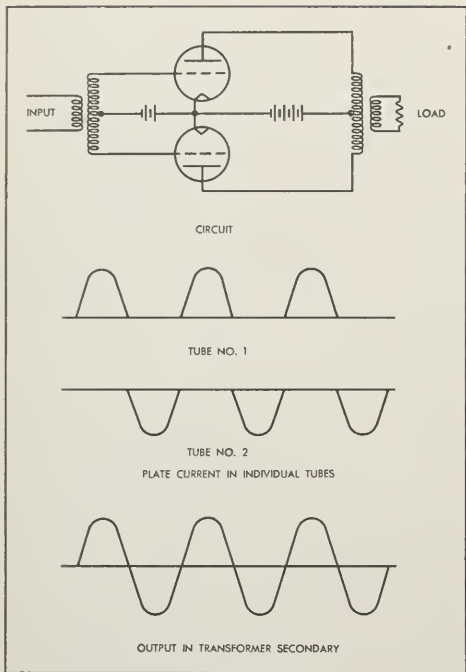 INPUT
LOAD
CIRCUIT
TUBE NO. 1
TUBE NO. 2
PLATE CURRENT IN INDIVIDUAL TUBES
OUTPUT IN TRANSFORMER SECONDARY